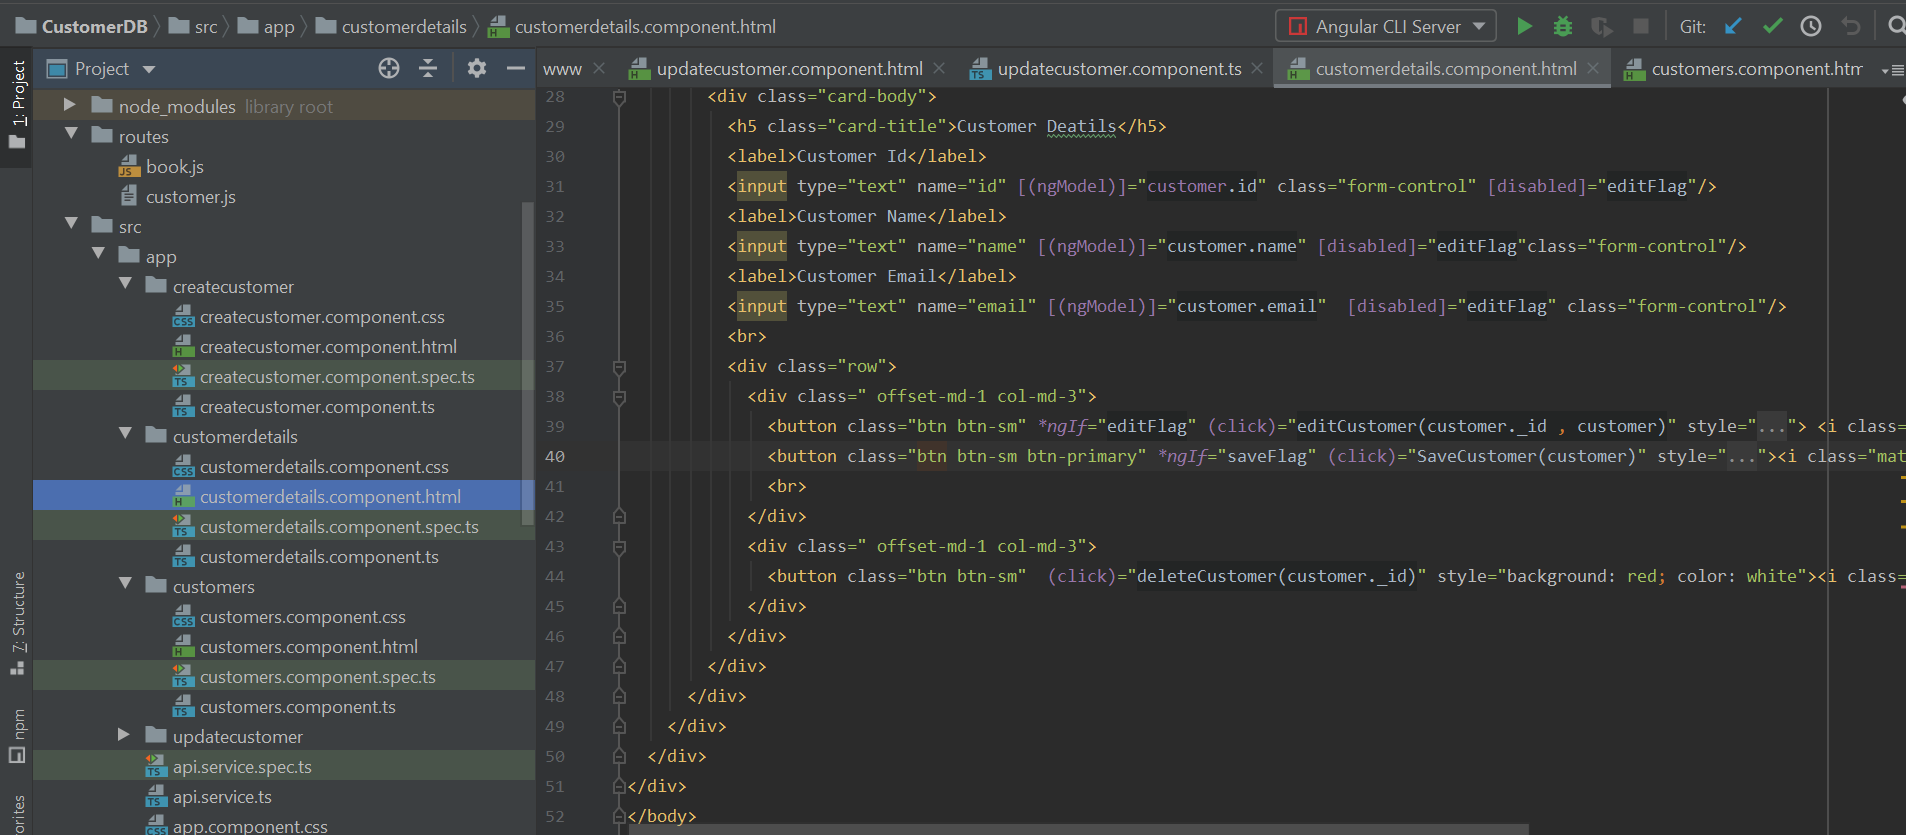 CustomerDB src app customerdetails customerdetails.component.html Angular CLI Server Git:
Project www updatecustomer.component.html updatecustomer.component.ts customerdetails.component.html customers.component.htm
1: Project
7: Structure
npm
orites
node_modules library root
routes
book.js
customer.js
src
app
createcustomer
createcustomer.component.css
createcustomer.component.html
createcustomer.component.spec.ts
createcustomer.component.ts
customerdetails
customerdetails.component.css
customerdetails.component.html
customerdetails.component.spec.ts
customerdetails.component.ts
customers
customers.component.css
customers.component.html
customers.component.spec.ts
customers.component.ts
updatecustomer
api.service.spec.ts
api.service.ts
app.component.css
28 <div class="card-body">
29 <h5 class="card-title">Customer Deatils</h5>
30 <label>Customer Id</label>
31 <input type="text" name="id" [(ngModel)]="customer.id" class="form-control" [disabled]="editFlag"/>
32 <label>Customer Name</label>
33 <input type="text" name="name" [(ngModel)]="customer.name" [disabled]="editFlag"class="form-control"/>
34 <label>Customer Email</label>
35 <input type="text" name="email" [(ngModel)]="customer.email"  [disabled]="editFlag" class="form-control"/>
36 <br>
37 <div class="row">
38 <div class=" offset-md-1 col-md-3">
39 <button class="btn btn-sm" *ngIf="editFlag" (click)="editCustomer(customer._id , customer)" style="..."> <i class=
40 <button class="btn btn-sm btn-primary" *ngIf="saveFlag" (click)="SaveCustomer(customer)" style="..."><i class="mat
41 <br>
42 </div>
43 <div class=" offset-md-1 col-md-3">
44 <button class="btn btn-sm"  (click)="deleteCustomer(customer._id)" style="background: red; color: white"><i class=
45 </div>
46 </div>
47 </div>
48 </div>
49 </div>
50 </div>
51 </div>
52 </body>